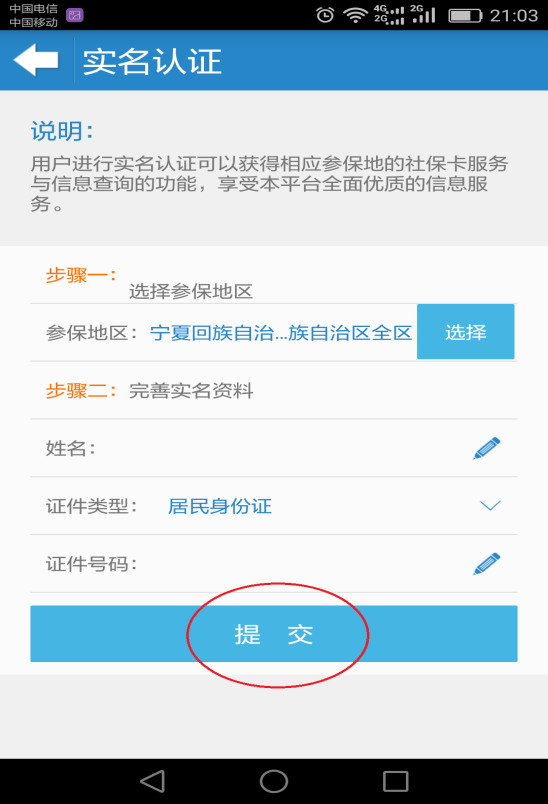 中国电信
中国移动
4G
2G
2G
21:03
实名认证
说明：
用户进行实名认证可以获得相应参保地的社保卡服务
与信息查询的功能，享受本平台全面优质的信息服
务。
步骤一：
选择参保地区
参保地区：宁夏回族自治...族自治区全区 选择
步骤二：完善实名资料
姓名：
证件类型： 居民身份证
证件号码：
提 交